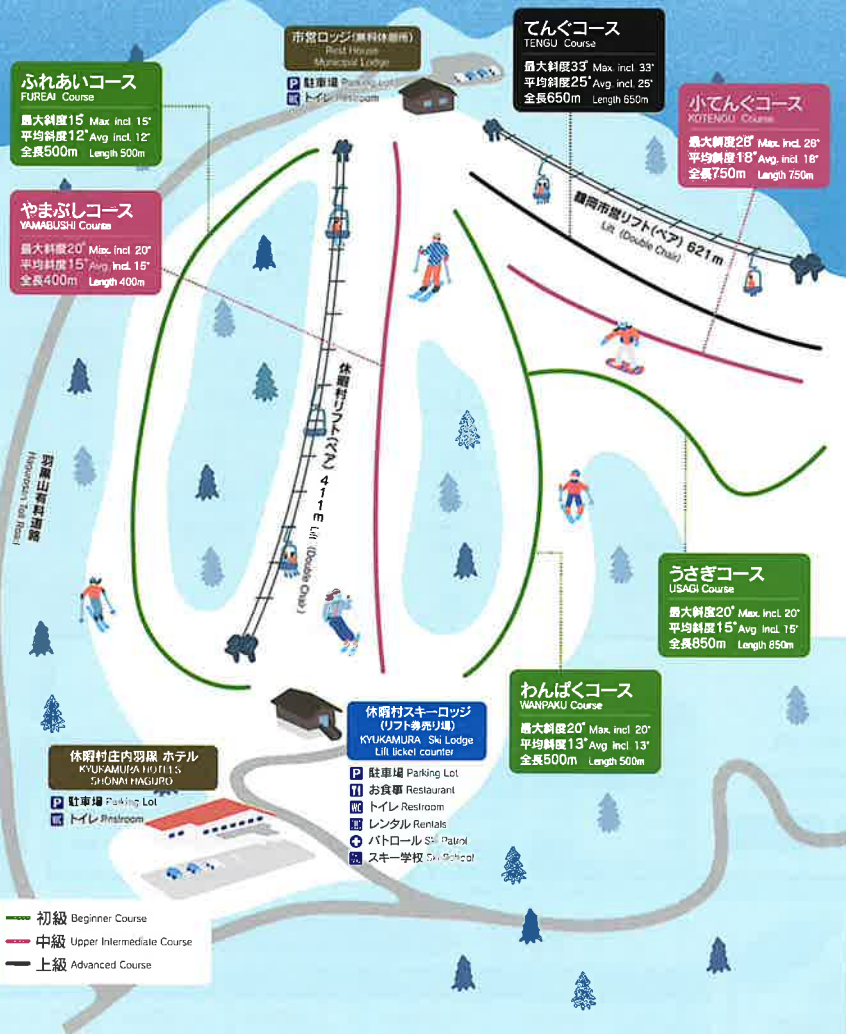 市営ロッジ(無料休憩所)
Rest House
Municipal Lodge
P 駐車場 Parking Lot
WC トイレ Restroom
てんぐコース
TENGU Course
最大斜度33° Max. incl. 33°
平均斜度25° Avg. incl. 25°
全長650m Length 650m
ふれあいコース
FUREAI Course
最大斜度15° Max incl. 15°
平均斜度12° Avg incl. 12°
全長500m Length 500m
小てんぐコース
KOTENGU Course
最大斜度26° Max. incl. 26°
平均斜度18° Avg. incl. 18°
全長750m Length 750m
やまぶしコース
YAMABUSHI Course
最大斜度20° Max. incl 20°
平均斜度15° Avg. incl. 15°
全長400m Length 400m
鶴岡市営リフト(ペア) 621m
Lift (Double Chair)
休暇村リフト(ペア) 411m Lift (Double Chair)
羽黒山有料道路
Hagurosan Toll Road
うさぎコース
USAGI Course
最大斜度20° Max. incl. 20°
平均斜度15° Avg incl. 15°
全長850m Length 850m
わんぱくコース
WANPAKU Course
最大斜度20° Max incl 20°
平均斜度13° Avg incl. 13°
全長500m Length 500m
休暇村スキーロッジ
(リフト券売り場)
KYUKAMURA Ski Lodge
Lift ticket counter
P 駐車場 Parking Lot
お食事 Restaurant
WC トイレ Restroom
レンタル Rentals
パトロール Ski Patrol
スキー学校 Ski School
休暇村庄内羽黒 ホテル
KYUKAMURA HOTELS
SHONAI HAGURO
P 駐車場 Parking Lot
WC トイレ Restroom
初級 Beginner Course
中級 Upper Intermediate Course
上級 Advanced Course